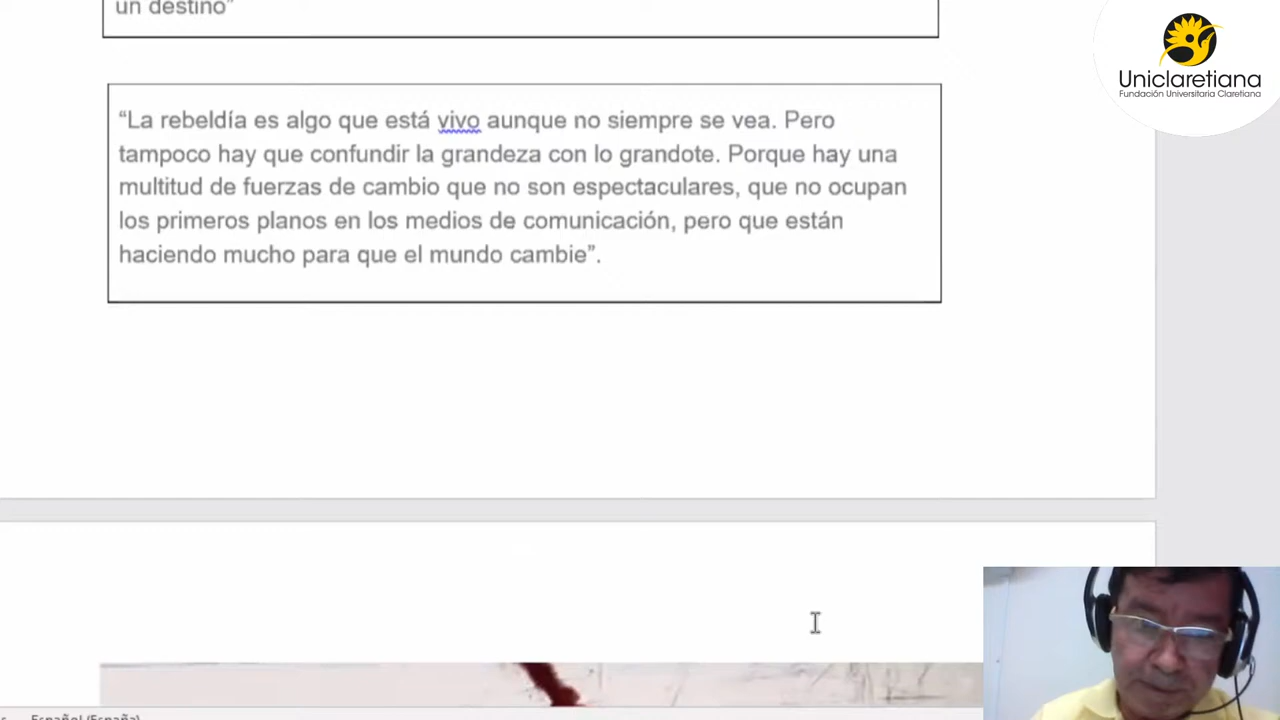 un destino”
Uniclaretiana
Fundación Universitaria Claretiana
“La rebeldía es algo que está vivo aunque no siempre se vea. Pero
tampoco hay que confundir la grandeza con lo grandote. Porque hay una
multitud de fuerzas de cambio que no son espectaculares, que no ocupan
los primeros planos en los medios de comunicación, pero que están
haciendo mucho para que el mundo cambie”.
Español (España)